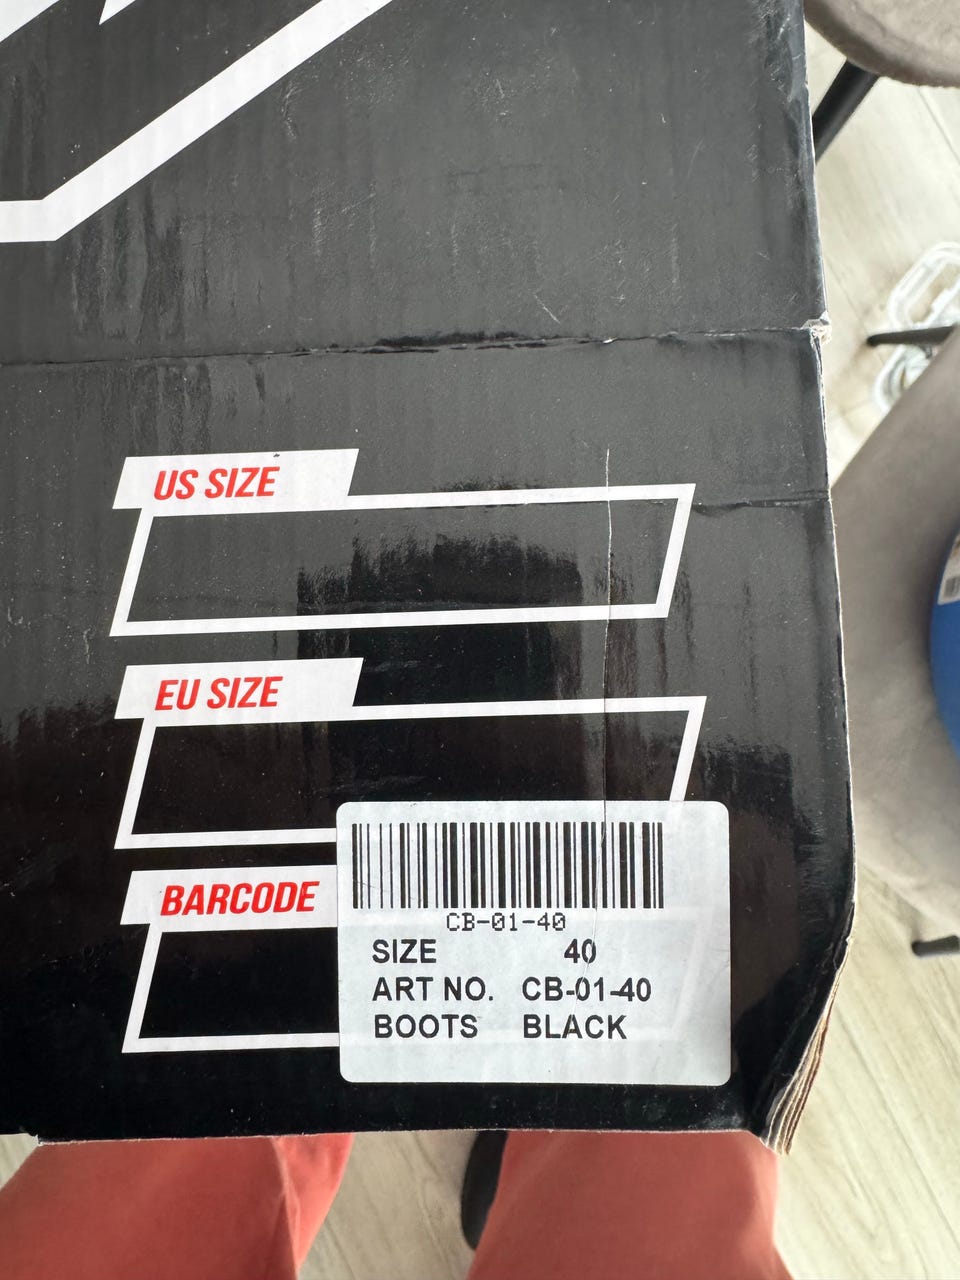 US SIZE
EU SIZE
BARCODE
CB-01-40
SIZE 40
ART NO. CB-01-40
BOOTS BLACK